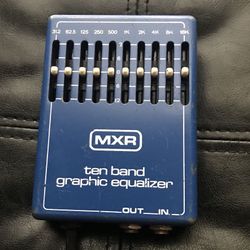 31.2 62.5 125 250 500 1K 2K 4K 8K 16K
MXR
ten band
graphic equalizer
OUT IN